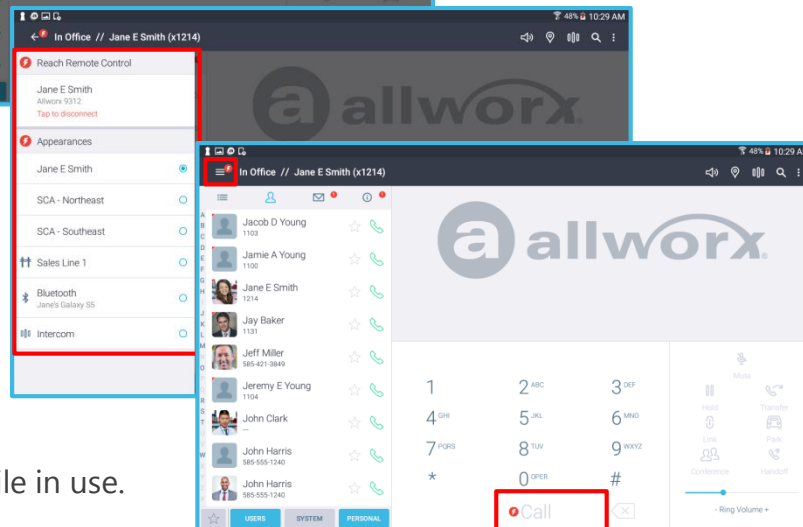 48% 10:29 AM
In Office // Jane E Smith (x1214)
Reach Remote Control
Jane E Smith
Allworx 9312
Tap to disconnect
Appearances
Jane E Smith
SCA - Northeast
SCA - Southeast
Sales Line 1
Bluetooth
Jane's Galaxy S5
Intercom
allworx
48% 10:29 A
In Office // Jane E Smith (x1214)
Jacob D Young
1103
Jamie A Young
1100
Jane E Smith
1214
Jay Baker
1131
Jeff Miller
585-421-3849
Jeremy E Young
1104
John Clark
---
John Harris
585-555-1240
John Harris
585-555-1240
USERS SYSTEM PERSONAL
allworx
1 2 ABC 3 DEF
4 GHI 5 JKL 6 MNO
7 PQRS 8 TUV 9 WXYZ
* 0 OPER #
Call
Mute
Hold Transfer
Link Park
Conference Handoff
- Ring Volume +
le in use.